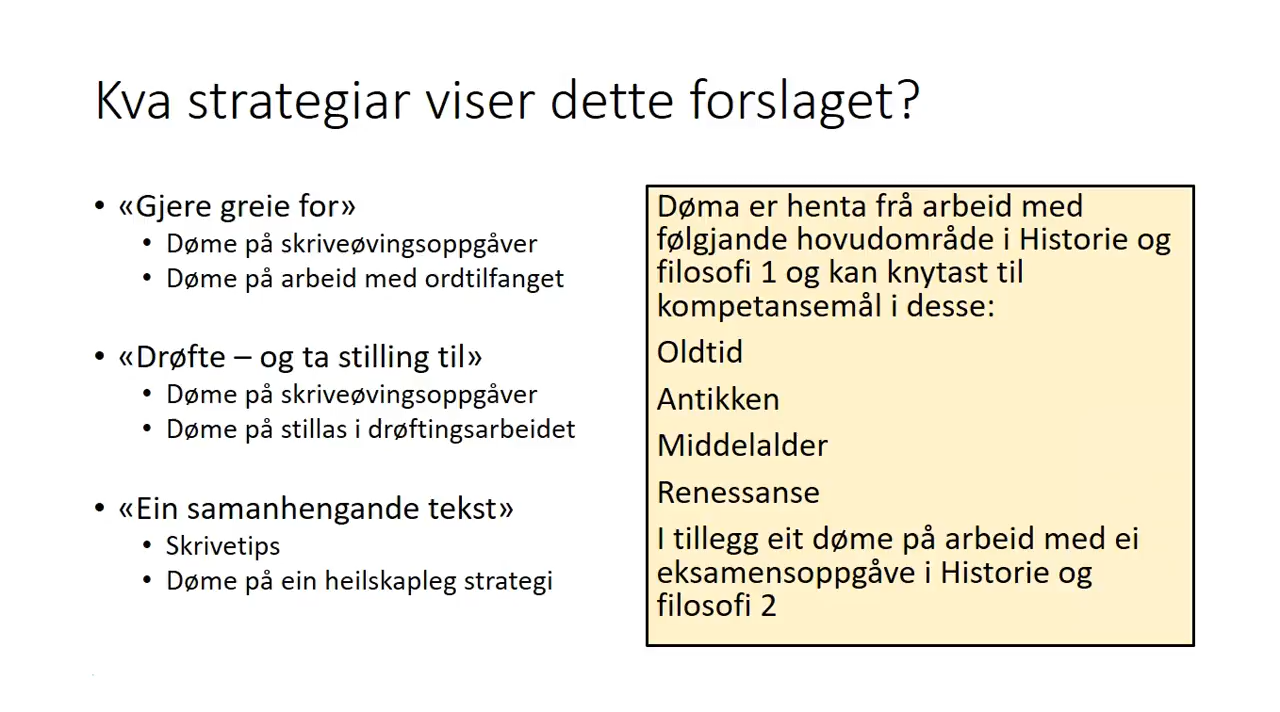 Kva strategiar viser dette forslaget?
• «Gjere greie for»
• Døme på skriveøvingsoppgåver
• Døme på arbeid med ordtilfanget
• «Drøfte – og ta stilling til»
• Døme på skriveøvingsoppgåver
• Døme på stillas i drøftingsarbeidet
• «Ein samanhengande tekst»
• Skrivetips
• Døme på ein heilskapleg strategi
Døma er henta frå arbeid med
følgjande hovudområde i Historie og
filosofi 1 og kan knytast til
kompetansemål i desse:
Oldtid
Antikken
Middelalder
Renessanse
I tillegg eit døme på arbeid med ei
eksamensoppgåve i Historie og
filosofi 2